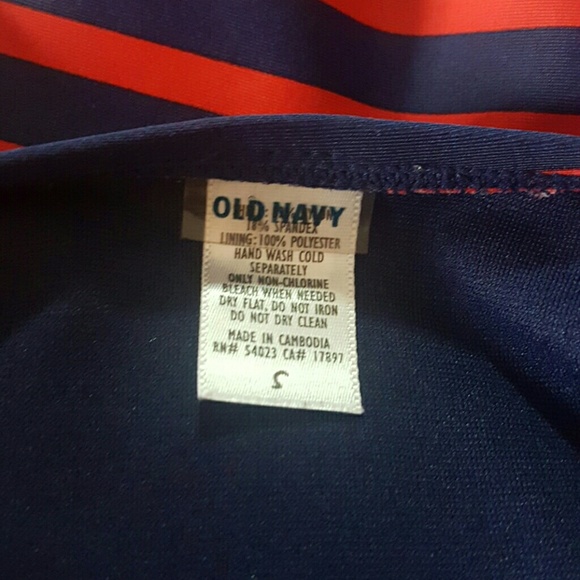 OLD NAVY
18% SPANDEX
LINING: 100% POLYESTER
HAND WASH COLD
SEPARATELY
ONLY NON-CHLORINE
BLEACH WHEN NEEDED
DRY FLAT, DO NOT IRON
DO NOT DRY CLEAN
MADE IN CAMBODIA
RN# 54023 CA# 17897
S